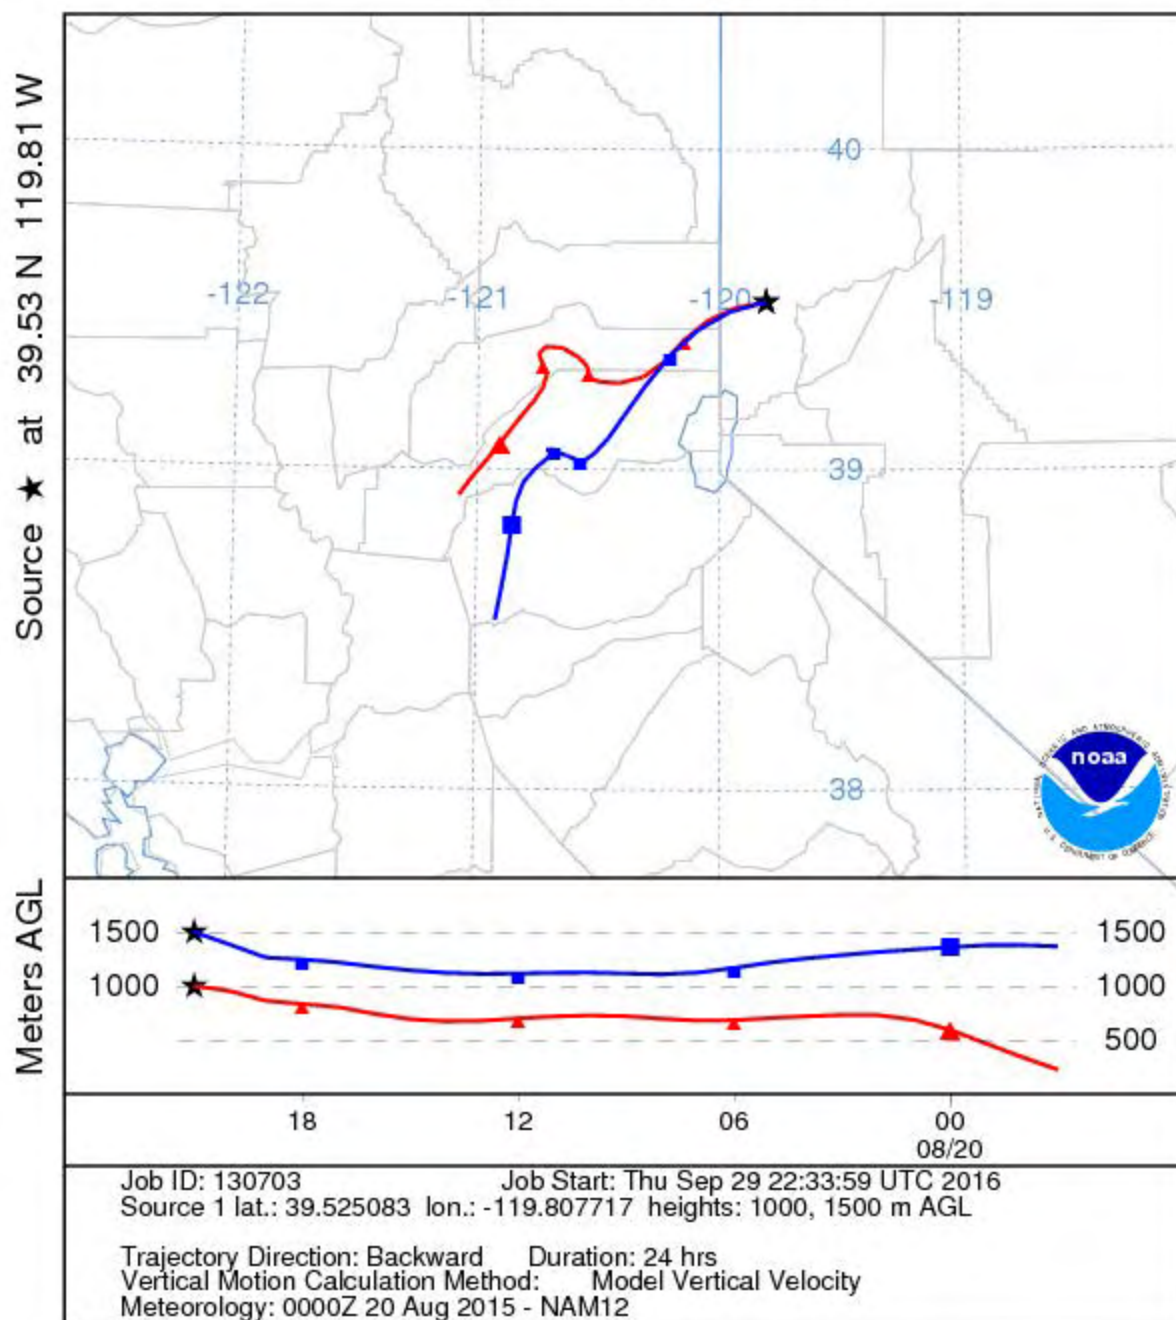 Source ★ at 39.53 N 119.81 W
40
-122
-121
-120
-119
39
38
noaa
Meters AGL
1500
1500
1000
1000
500
18
12
06
00
08/20
Job ID: 130703 Job Start: Thu Sep 29 22:33:59 UTC 2016
Source 1 lat.: 39.525083 lon.: -119.807717 heights: 1000, 1500 m AGL
Trajectory Direction: Backward Duration: 24 hrs
Vertical Motion Calculation Method: Model Vertical Velocity
Meteorology: 0000Z 20 Aug 2015 - NAM12